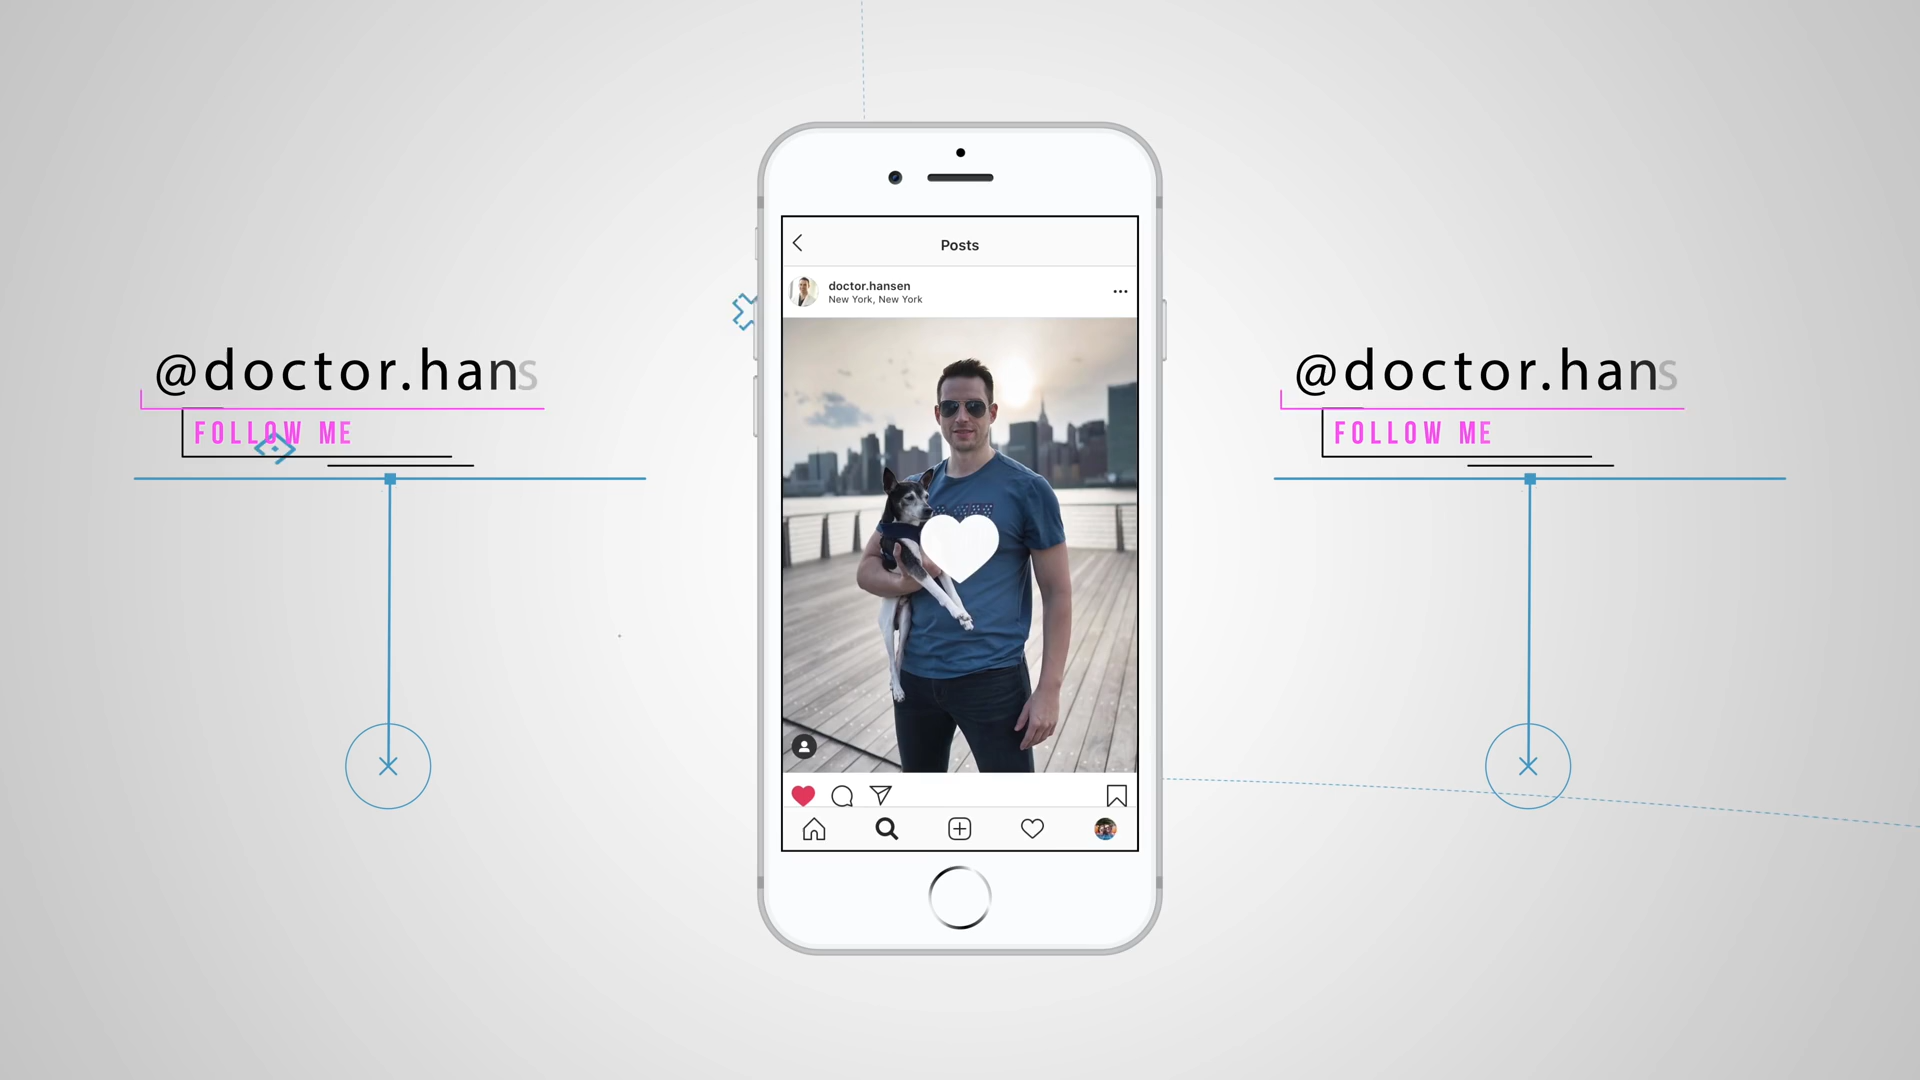 @doctor.hans
FOLLOW ME
Posts
doctor.hansen
New York, New York
@doctor.hans
FOLLOW ME